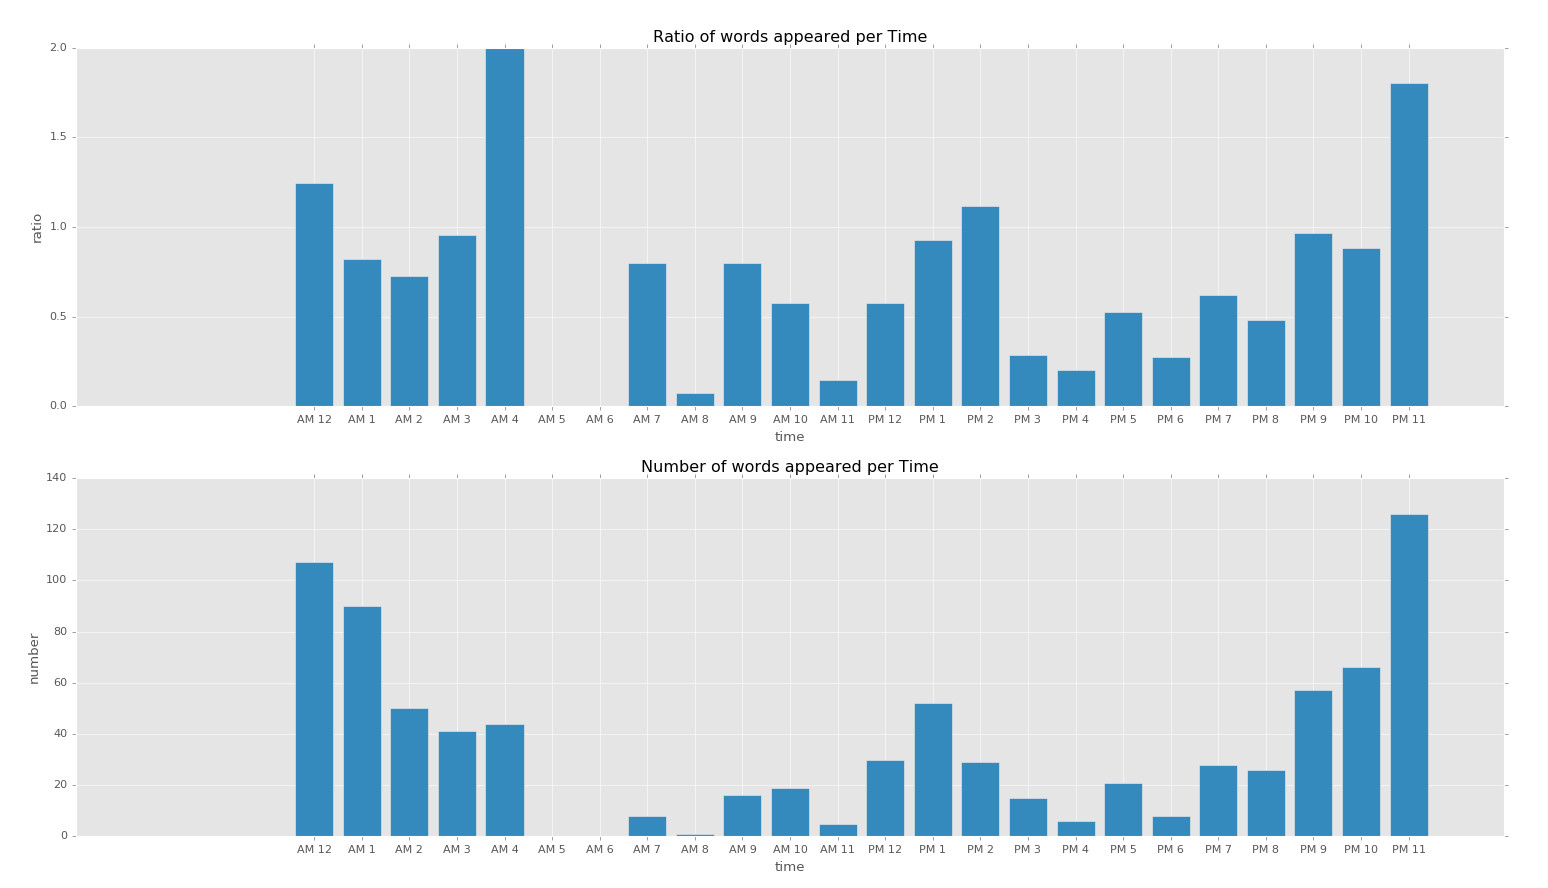 Ratio of words appeared per Time
2.0
1.5
1.0
0.5
0.0
ratio
AM 12 AM 1 AM 2 AM 3 AM 4 AM 5 AM 6 AM 7 AM 8 AM 9 AM 10 AM 11 PM 12 PM 1 PM 2 PM 3 PM 4 PM 5 PM 6 PM 7 PM 8 PM 9 PM 10 PM 11
time
Number of words appeared per Time
140
120
100
80
60
40
20
0
number
AM 12 AM 1 AM 2 AM 3 AM 4 AM 5 AM 6 AM 7 AM 8 AM 9 AM 10 AM 11 PM 12 PM 1 PM 2 PM 3 PM 4 PM 5 PM 6 PM 7 PM 8 PM 9 PM 10 PM 11
time